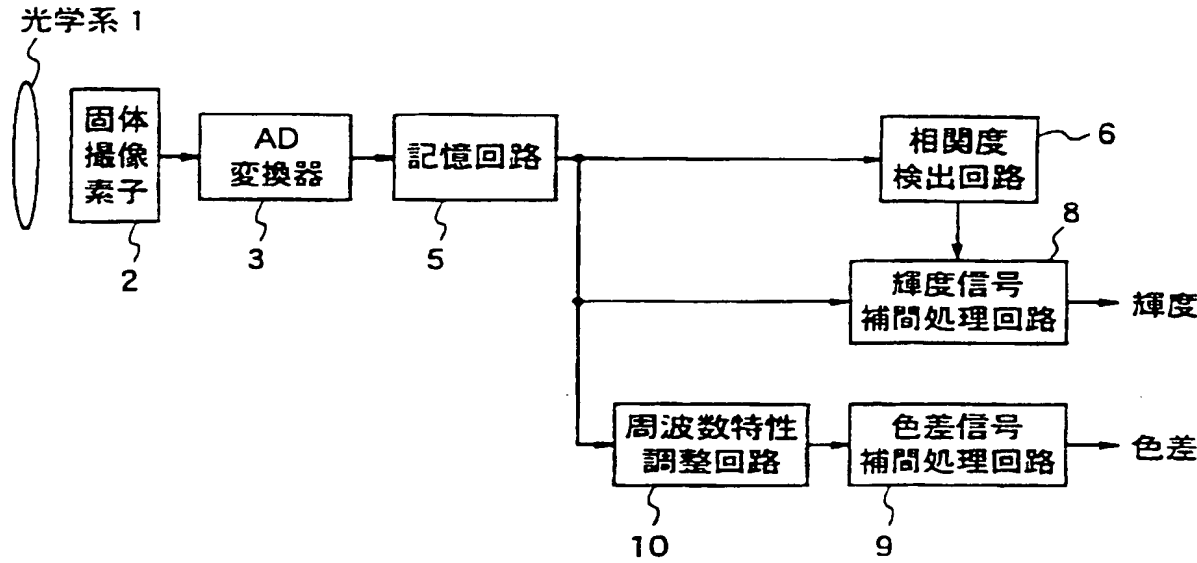 光学系 1
固体
撮像
素子
2
AD
変換器
3
記憶回路
5
相関度
検出回路
6
輝度信号
補間処理回路
8
輝度
周波数特性
調整回路
10
色差信号
補間処理回路
9
色差